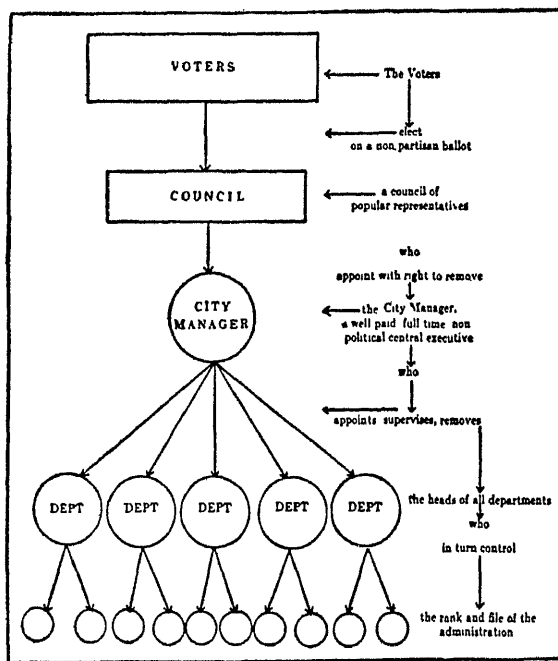 VOTERS
The Voters
elect
on a non partisan ballot
COUNCIL
a council of
popular representatives
who
appoint with right to remove
CITY
MANAGER
the City Manager,
a well paid full time non
political central executive
who
appoints supervises, removes
DEPT DEPT DEPT DEPT DEPT
the heads of all departments
who
in turn control
the rank and file of the
administration